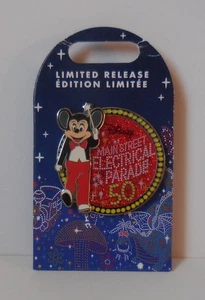 LIMITED RELEASE
ÉDITION LIMITÉE
Disney
MAIN STREET
ELECTRICAL
PARADE
50